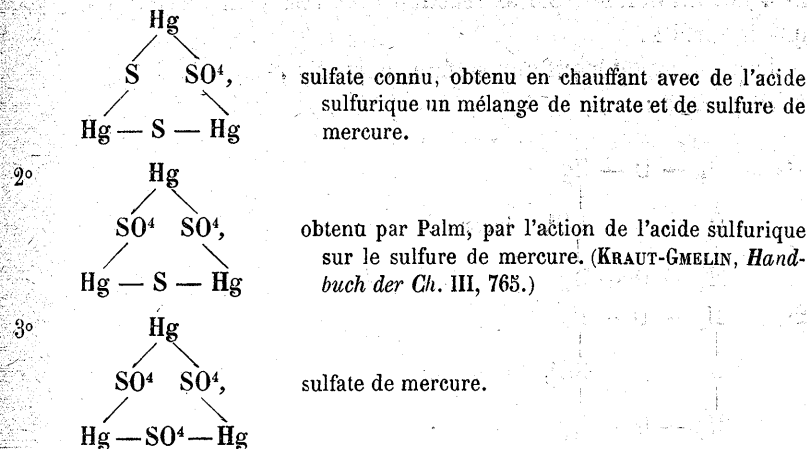 Hg
S SO⁴, sulfate connu, obtenu en chauffant avec de l'acide
sulfurique un mélange de nitrate et de sulfure de
Hg — S — Hg mercure.
2º Hg
SO⁴ SO⁴, obtenu par Palm, par l'action de l'acide sulfurique
sur le sulfure de mercure. (KRAUT-GMELIN, Hand-
Hg — S — Hg buch der Ch. III, 765.)
3º Hg
SO⁴ SO⁴, sulfate de mercure.
Hg — SO⁴ — Hg